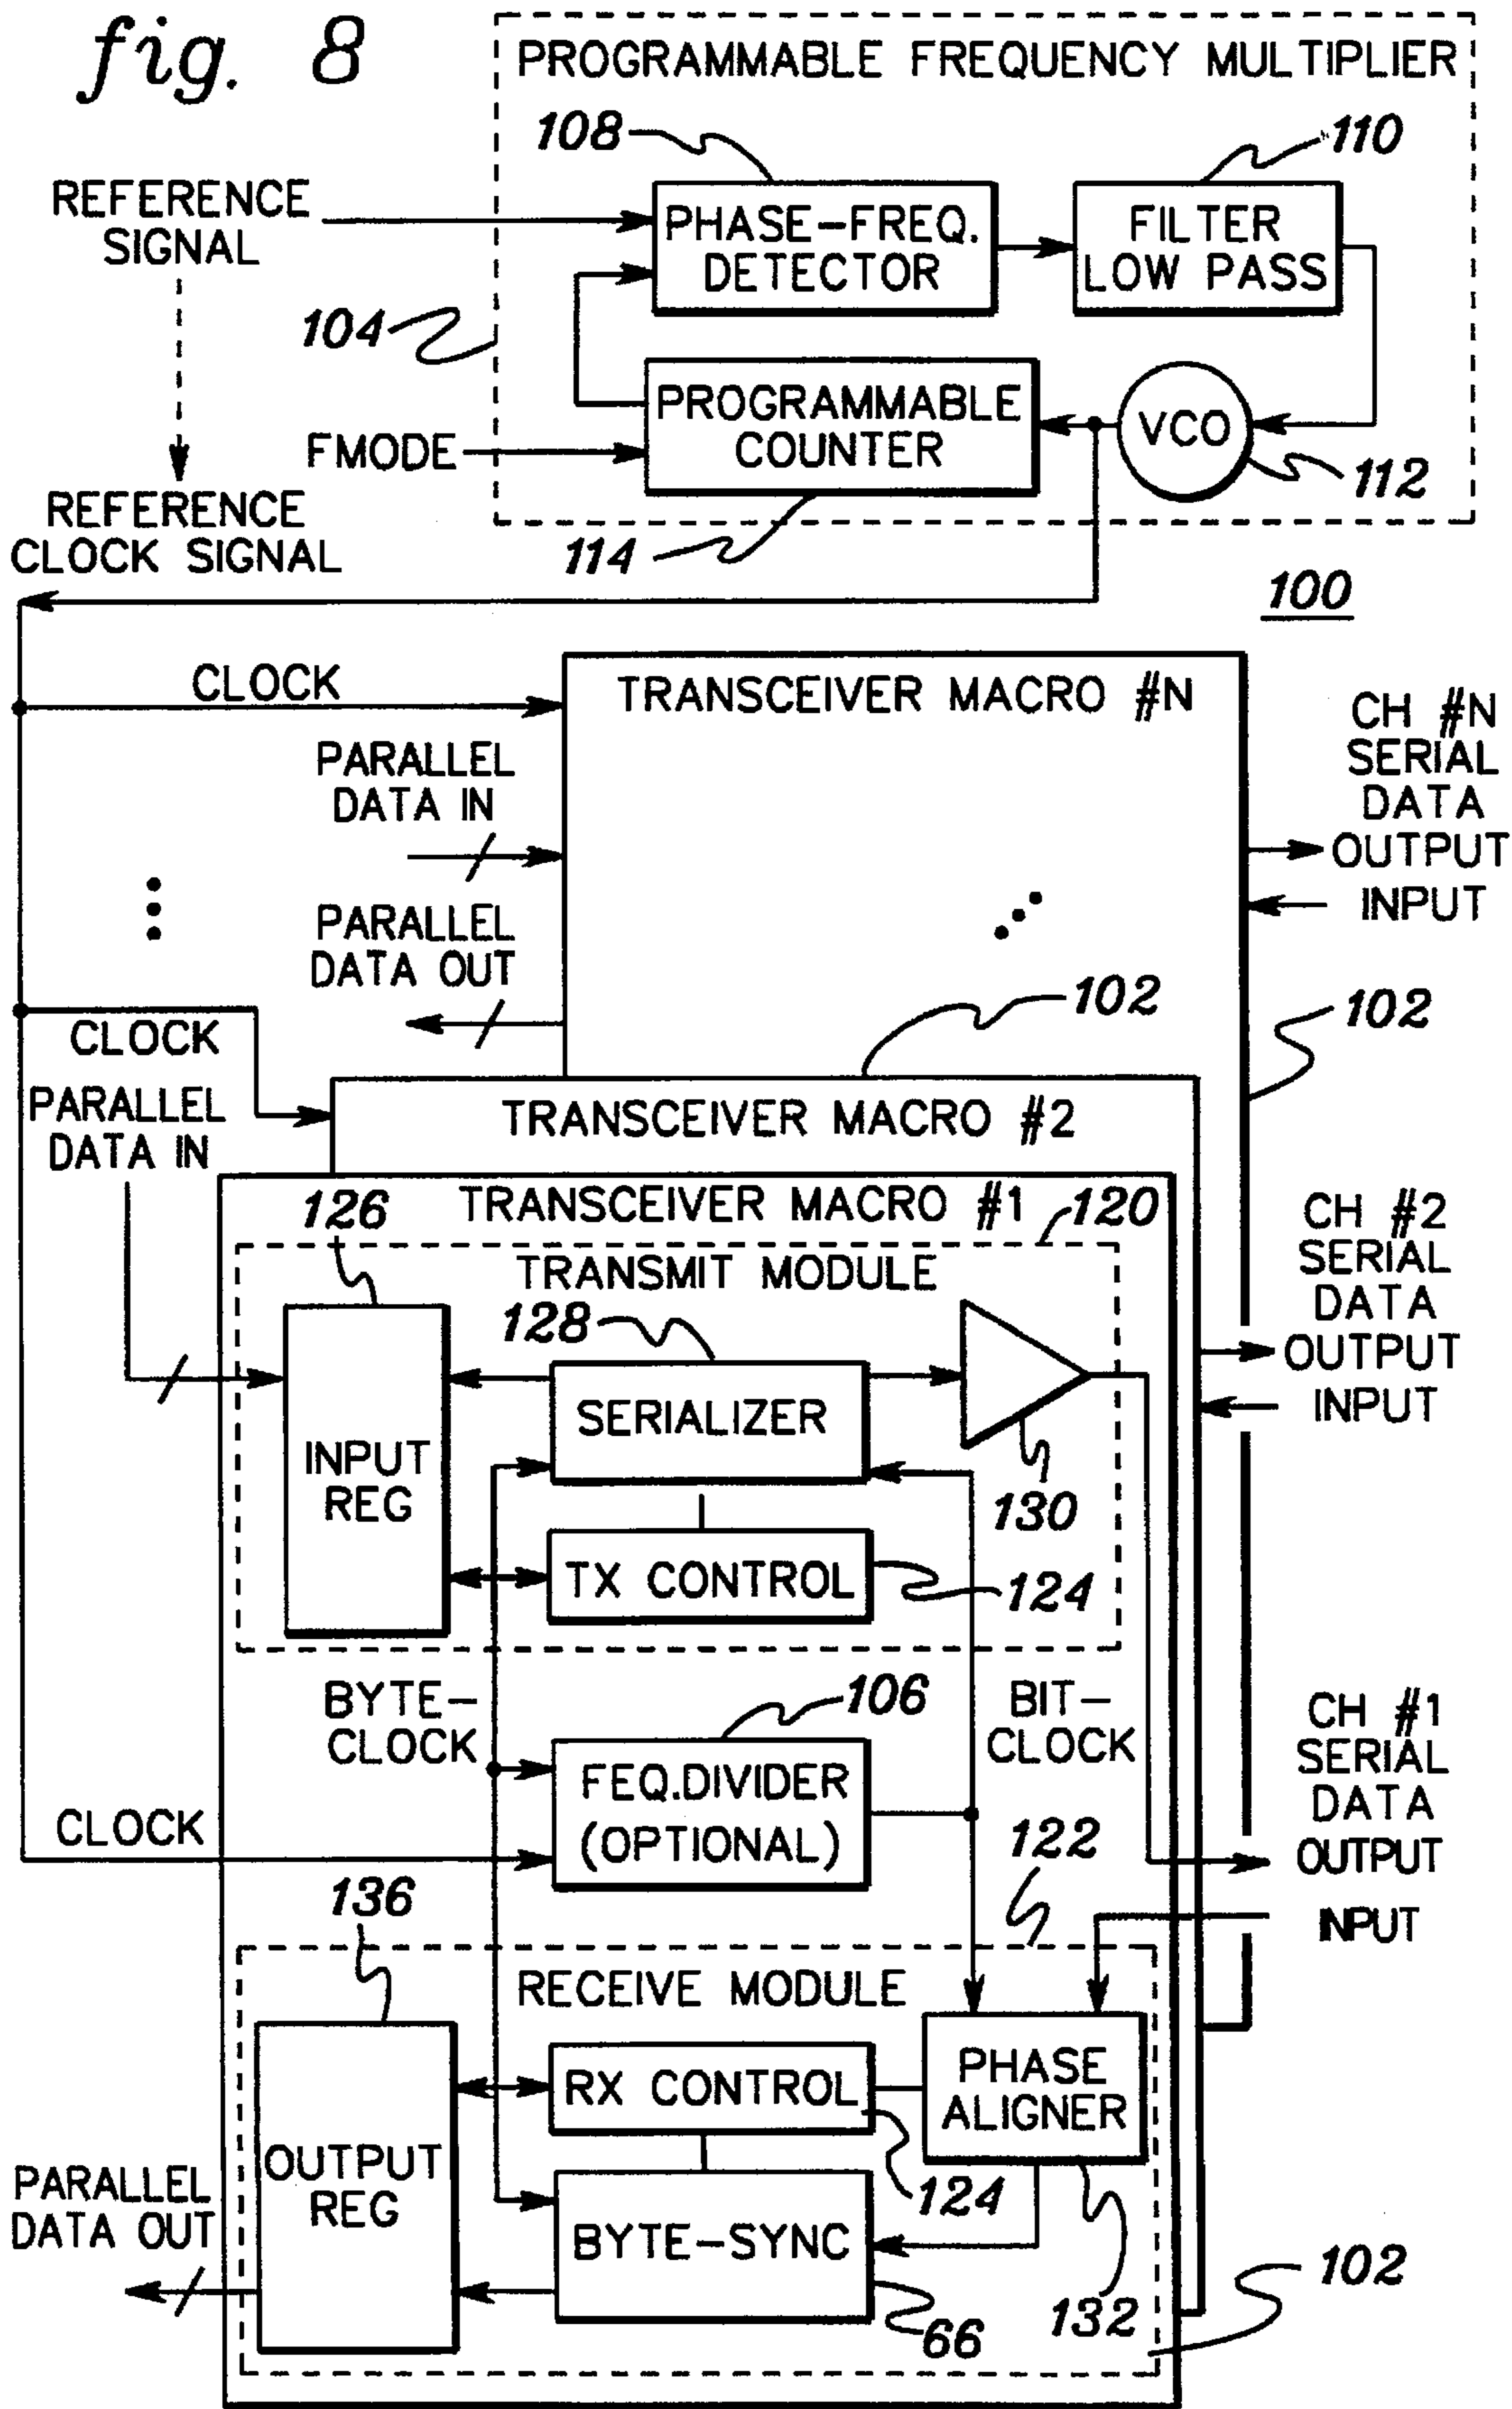 fig. 8
PROGRAMMABLE FREQUENCY MULTIPLIER
108
110
REFERENCE
SIGNAL
PHASE-FREQ.
DETECTOR
FILTER
LOW PASS
104
PROGRAMMABLE
COUNTER
VCO
FMODE
112
REFERENCE
CLOCK SIGNAL
114
100
CLOCK
TRANSCEIVER MACRO #N
CH #N
SERIAL
DATA
OUTPUT
INPUT
PARALLEL
DATA IN
PARALLEL
DATA OUT
102
102
CLOCK
PARALLEL
DATA IN
TRANSCEIVER MACRO #2
TRANSCEIVER MACRO #1
126
120
CH #2
SERIAL
DATA
OUTPUT
INPUT
TRANSMIT MODULE
128
SERIALIZER
INPUT
REG
130
TX CONTROL
124
BYTE-
CLOCK
106
BIT-
CLOCK
CH #1
SERIAL
DATA
OUTPUT
INPUT
FEQ.DIVIDER
(OPTIONAL)
CLOCK
122
136
RECEIVE MODULE
RX CONTROL
PHASE
ALIGNER
OUTPUT
REG
124
PARALLEL
DATA OUT
BYTE-SYNC
66
132
102